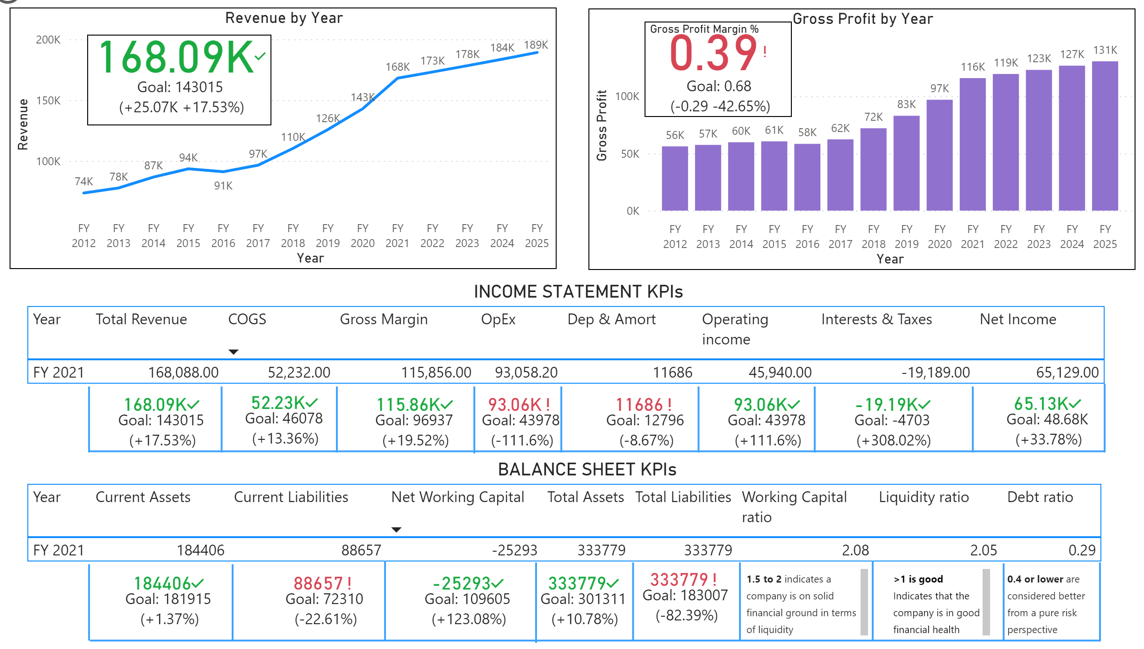 Revenue by Year
200K
150K
100K
Revenue
168.09K
Goal: 143015
(+25.07K +17.53%)
74K
78K
87K
94K
91K
97K
110K
126K
143K
168K
173K
178K
184K
189K
FY 2012
FY 2013
FY 2014
FY 2015
FY 2016
FY 2017
FY 2018
FY 2019
FY 2020
FY 2021
FY 2022
FY 2023
FY 2024
FY 2025
Year
Gross Profit by Year
Gross Profit Margin %
0.39!
Goal: 0.68
(-0.29 -42.65%)
100K
50K
0K
Gross Profit
56K
57K
60K
61K
58K
62K
72K
83K
97K
116K
119K
123K
127K
131K
FY 2012
FY 2013
FY 2014
FY 2015
FY 2016
FY 2017
FY 2018
FY 2019
FY 2020
FY 2021
FY 2022
FY 2023
FY 2024
FY 2025
Year
INCOME STATEMENT KPIs
Year Total Revenue COGS Gross Margin OpEx Dep & Amort Operating income Interests & Taxes Net Income
FY 2021 168,088.00 52,232.00 115,856.00 93,058.20 11686 45,940.00 -19,189.00 65,129.00
168.09K 52.23K 115.86K 93.06K! 11686! 93.06K -19.19K 65.13K
Goal: 143015 Goal: 46078 Goal: 96937 Goal: 43978 Goal: 12796 Goal: 43978 Goal: -4703 Goal: 48.68K
(+17.53%) (+13.36%) (+19.52%) (-111.6%) (-8.67%) (+111.6%) (+308.02%) (+33.78%)
BALANCE SHEET KPIs
Year Current Assets Current Liabilities Net Working Capital Total Assets Total Liabilities Working Capital ratio Liquidity ratio Debt ratio
FY 2021 184406 88657 -25293 333779 333779 2.08 2.05 0.29
184406 88657! -25293 333779 333779!
Goal: 181915 Goal: 72310 Goal: 109605 Goal: 301311 Goal: 183007
(+1.37%) (-22.61%) (+123.08%) (+10.78%) (-82.39%)
1.5 to 2 indicates a
company is on solid
financial ground in terms
of liquidity
>1 is good
Indicates that the
company is in good
financial health
0.4 or lower are
considered better
from a pure risk
perspective